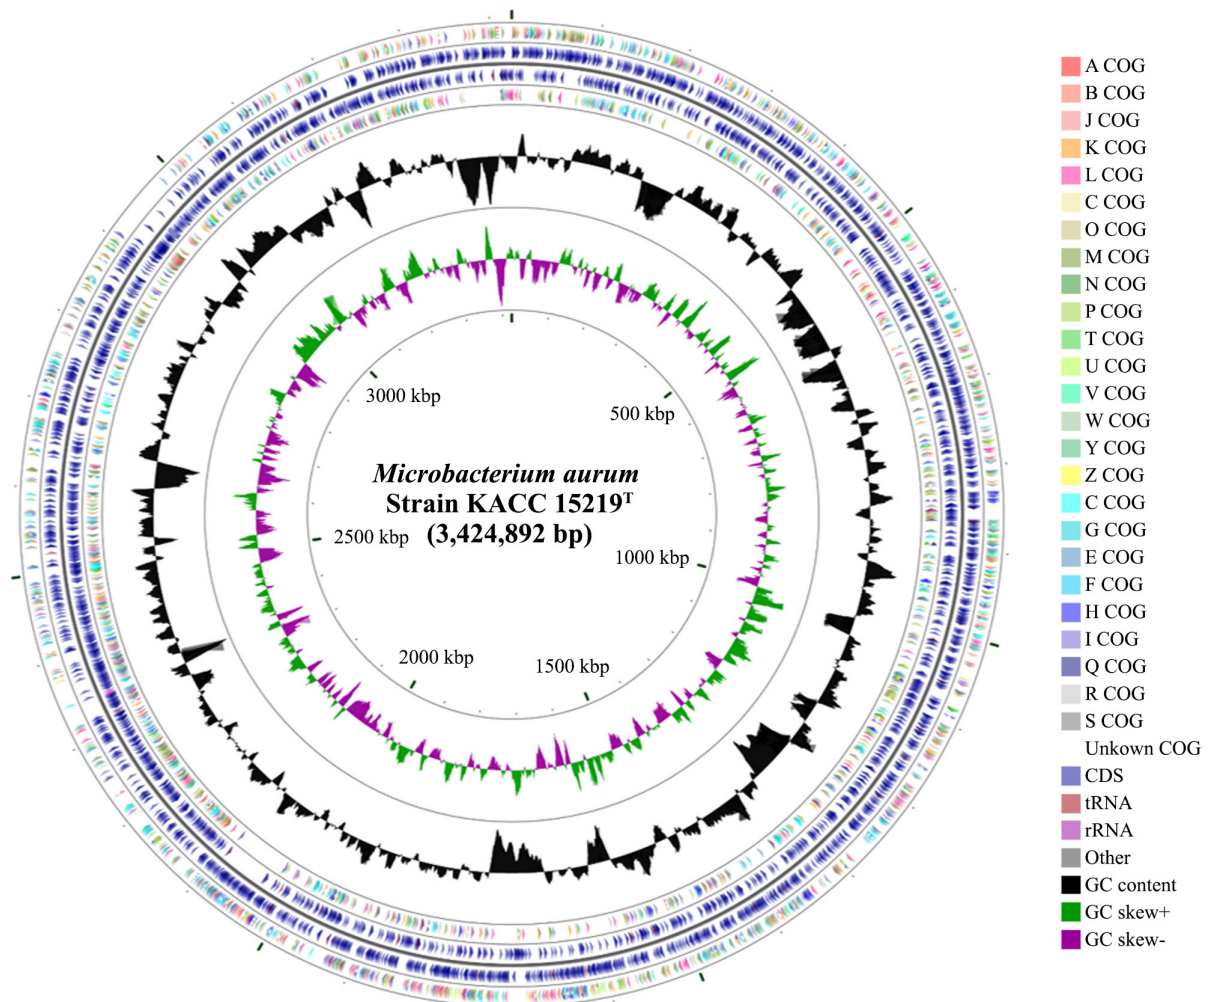 3000 kbp
500 kbp
Microbacterium aurum
Strain KACC 15219ᵀ
(3,424,892 bp)
2500 kbp
1000 kbp
2000 kbp
1500 kbp
A COG
B COG
J COG
K COG
L COG
C COG
O COG
M COG
N COG
P COG
T COG
U COG
V COG
W COG
Y COG
Z COG
C COG
G COG
E COG
F COG
H COG
I COG
Q COG
R COG
S COG
Unkown COG
CDS
tRNA
rRNA
Other
GC content
GC skew+
GC skew-